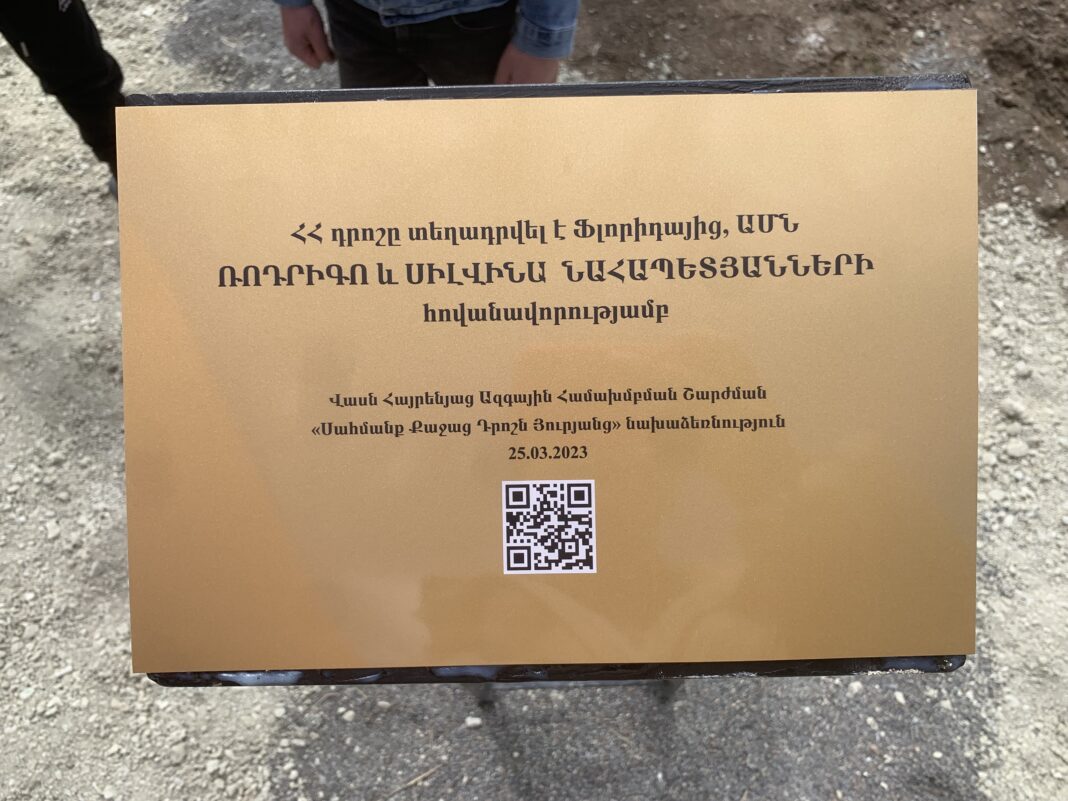 ՀՀ դրոշը տեղադրվել է Ֆլորիդայից, ԱՄՆ
ՌՈԴՐԻԳՈ և ՍԻԼՎԻՆԱ ՆԱՀԱՊԵՏՅԱՆՆԵՐԻ
հովանավորությամբ
Վասն Հայրենյաց Ազգային Համախմբման Շարժման
«Սահմանք Քաջաց Դրոշն Յուրյանց» նախաձեռնություն
25.03.2023